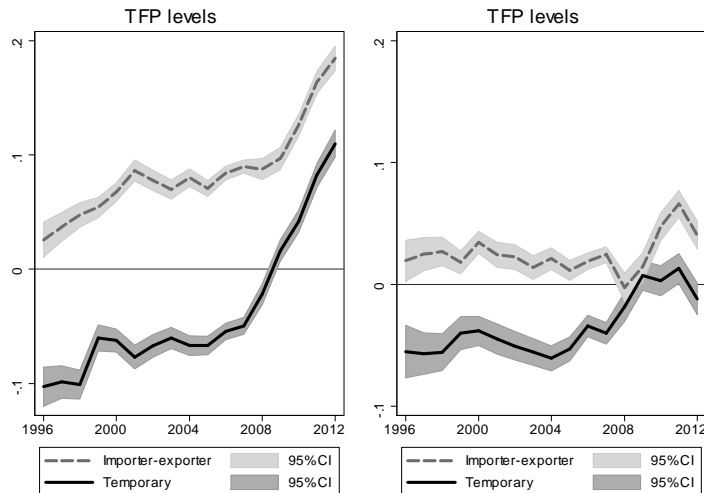 TFP levels
.2
.1
0
-.1
1996 2000 2004 2008 2012
Importer-exporter 95%CI
Temporary 95%CI
TFP levels
.2
.1
0
-.1
1996 2000 2004 2008 2012
Importer-exporter 95%CI
Temporary 95%CI